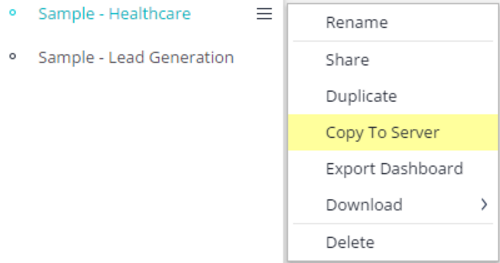 Sample - Healthcare
Sample - Lead Generation
Rename
Share
Duplicate
Copy To Server
Export Dashboard
Download
Delete